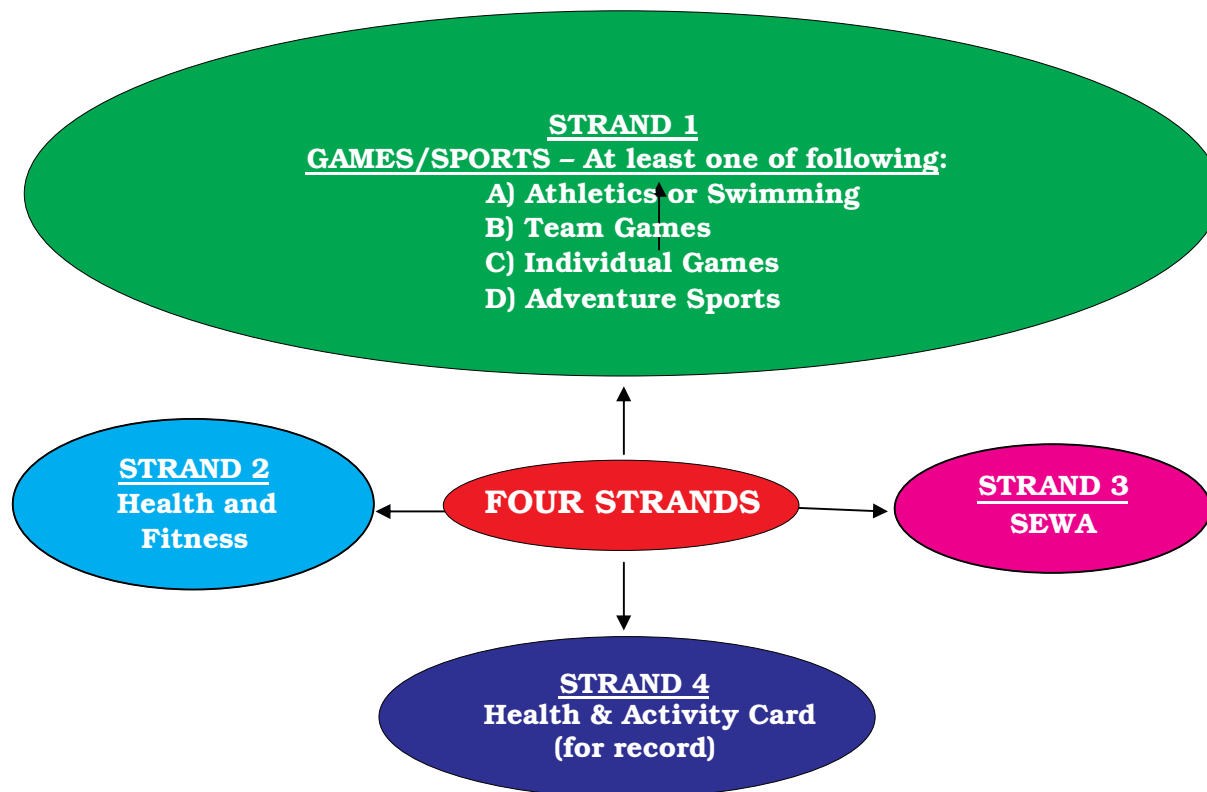 STRAND 1
GAMES/SPORTS – At least one of following:
A) Athletics or Swimming
B) Team Games
C) Individual Games
D) Adventure Sports
STRAND 2
Health and
Fitness
FOUR STRANDS
STRAND 3
SEWA
STRAND 4
Health & Activity Card
(for record)